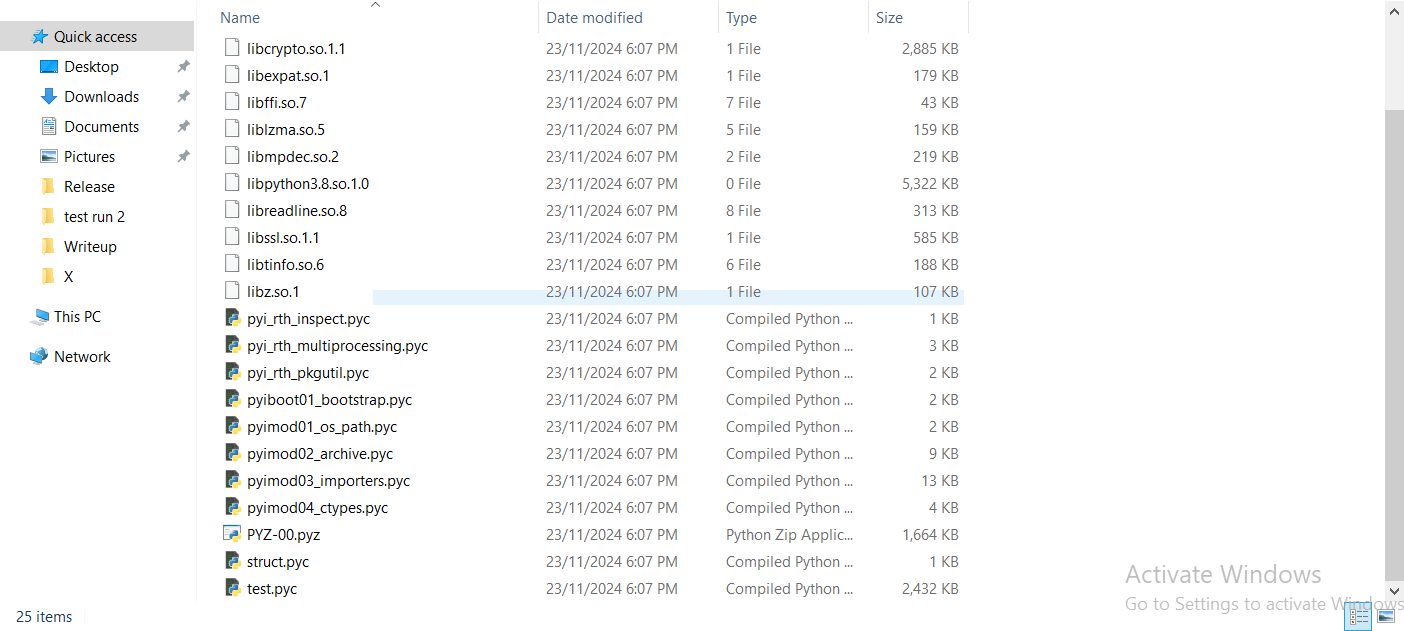 Name Date modified Type Size
Quick access
libcrypto.so.1.1 23/11/2024 6:07 PM 1 File 2,885 KB
Desktop
libexpat.so.1 23/11/2024 6:07 PM 1 File 179 KB
Downloads
libffi.so.7 23/11/2024 6:07 PM 7 File 43 KB
Documents
liblzma.so.5 23/11/2024 6:07 PM 5 File 159 KB
Pictures
libmpdec.so.2 23/11/2024 6:07 PM 2 File 219 KB
Release
libpython3.8.so.1.0 23/11/2024 6:07 PM 0 File 5,322 KB
test run 2
libreadline.so.8 23/11/2024 6:07 PM 8 File 313 KB
Writeup
libssl.so.1.1 23/11/2024 6:07 PM 1 File 585 KB
X
libtinfo.so.6 23/11/2024 6:07 PM 6 File 188 KB
libz.so.1 23/11/2024 6:07 PM 1 File 107 KB
This PC
pyi_rth_inspect.pyc 23/11/2024 6:07 PM Compiled Python ... 1 KB
pyi_rth_multiprocessing.pyc 23/11/2024 6:07 PM Compiled Python ... 3 KB
Network
pyi_rth_pkgutil.pyc 23/11/2024 6:07 PM Compiled Python ... 2 KB
pyiboot01_bootstrap.pyc 23/11/2024 6:07 PM Compiled Python ... 2 KB
pyimod01_os_path.pyc 23/11/2024 6:07 PM Compiled Python ... 2 KB
pyimod02_archive.pyc 23/11/2024 6:07 PM Compiled Python ... 9 KB
pyimod03_importers.pyc 23/11/2024 6:07 PM Compiled Python ... 13 KB
pyimod04_ctypes.pyc 23/11/2024 6:07 PM Compiled Python ... 4 KB
PYZ-00.pyz 23/11/2024 6:07 PM Python Zip Applic... 1,664 KB
struct.pyc 23/11/2024 6:07 PM Compiled Python ... 1 KB
test.pyc 23/11/2024 6:07 PM Compiled Python ... 2,432 KB
Activate Windows
Go to Settings to activate Windows
25 items